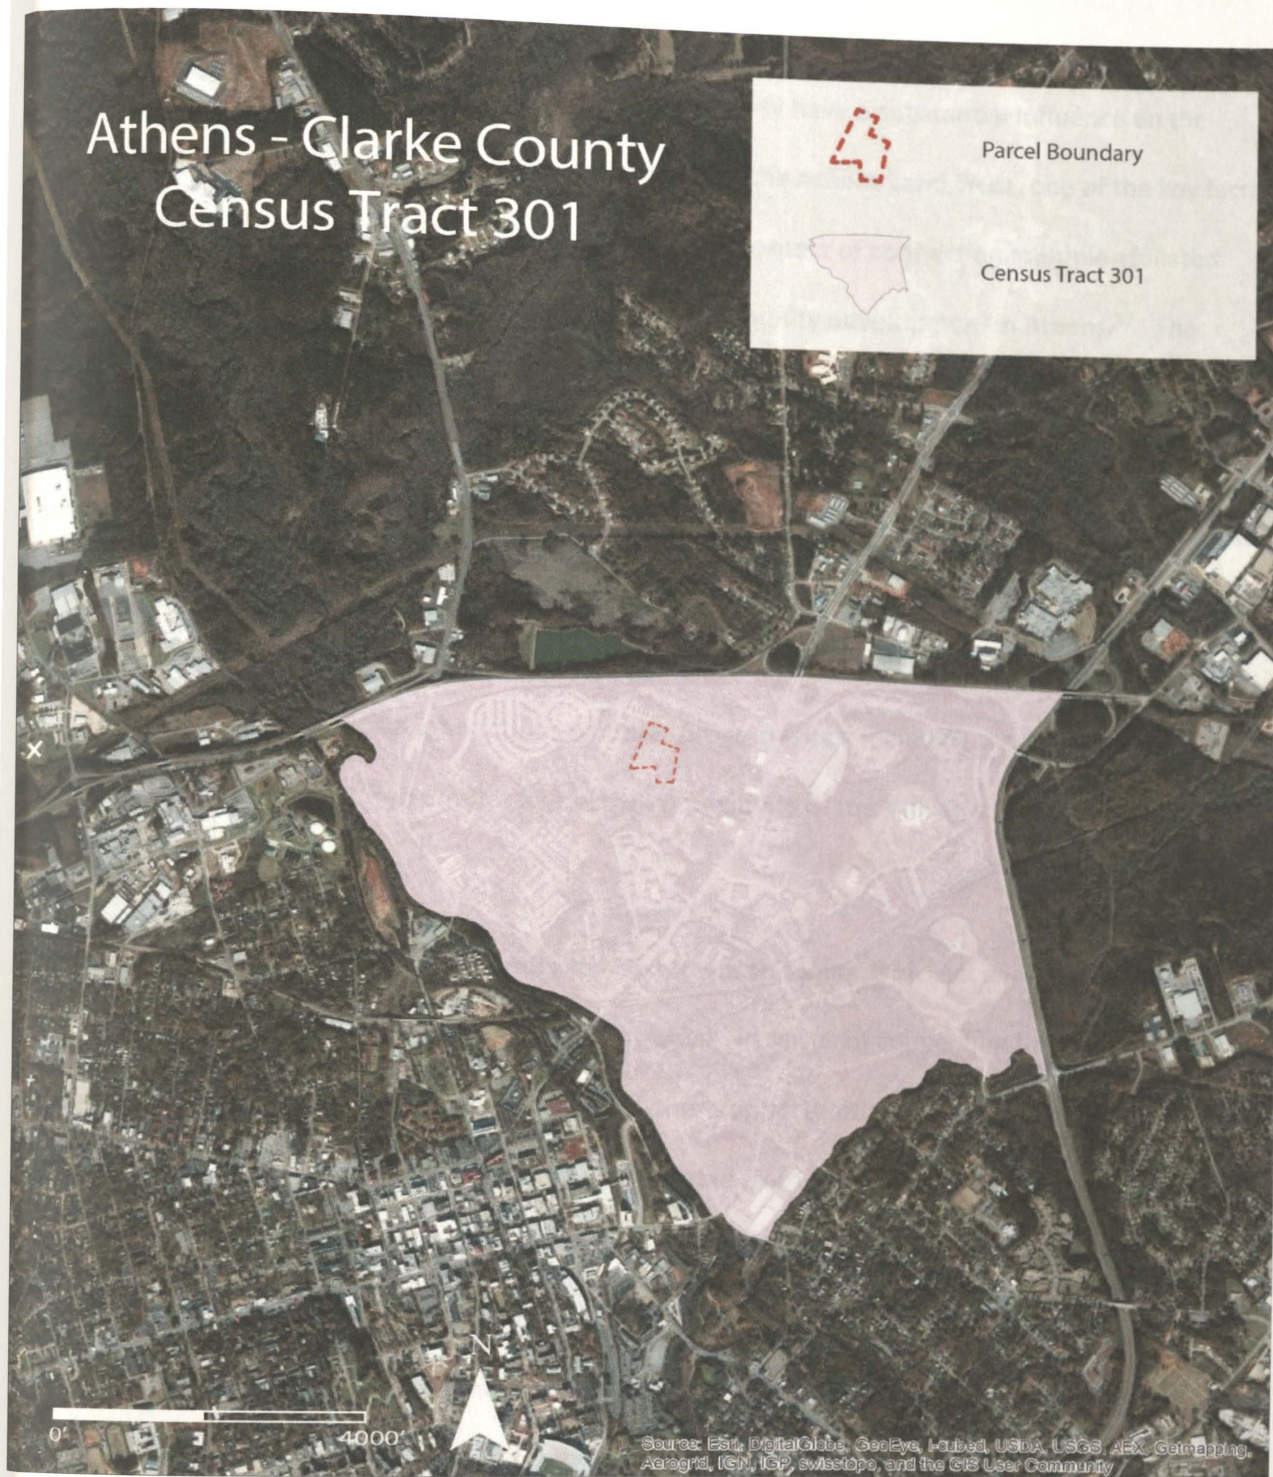 Athens - Clarke County
Census Tract 301
Parcel Boundary
Census Tract 301
N
0'
4000'
Source: Esri, DigitalGlobe, GeoEye, i-cubed, USDA, USGS, AEX, Getmapping,
Aerogrid, IGN, IGP, swisstopo, and the GIS User Community